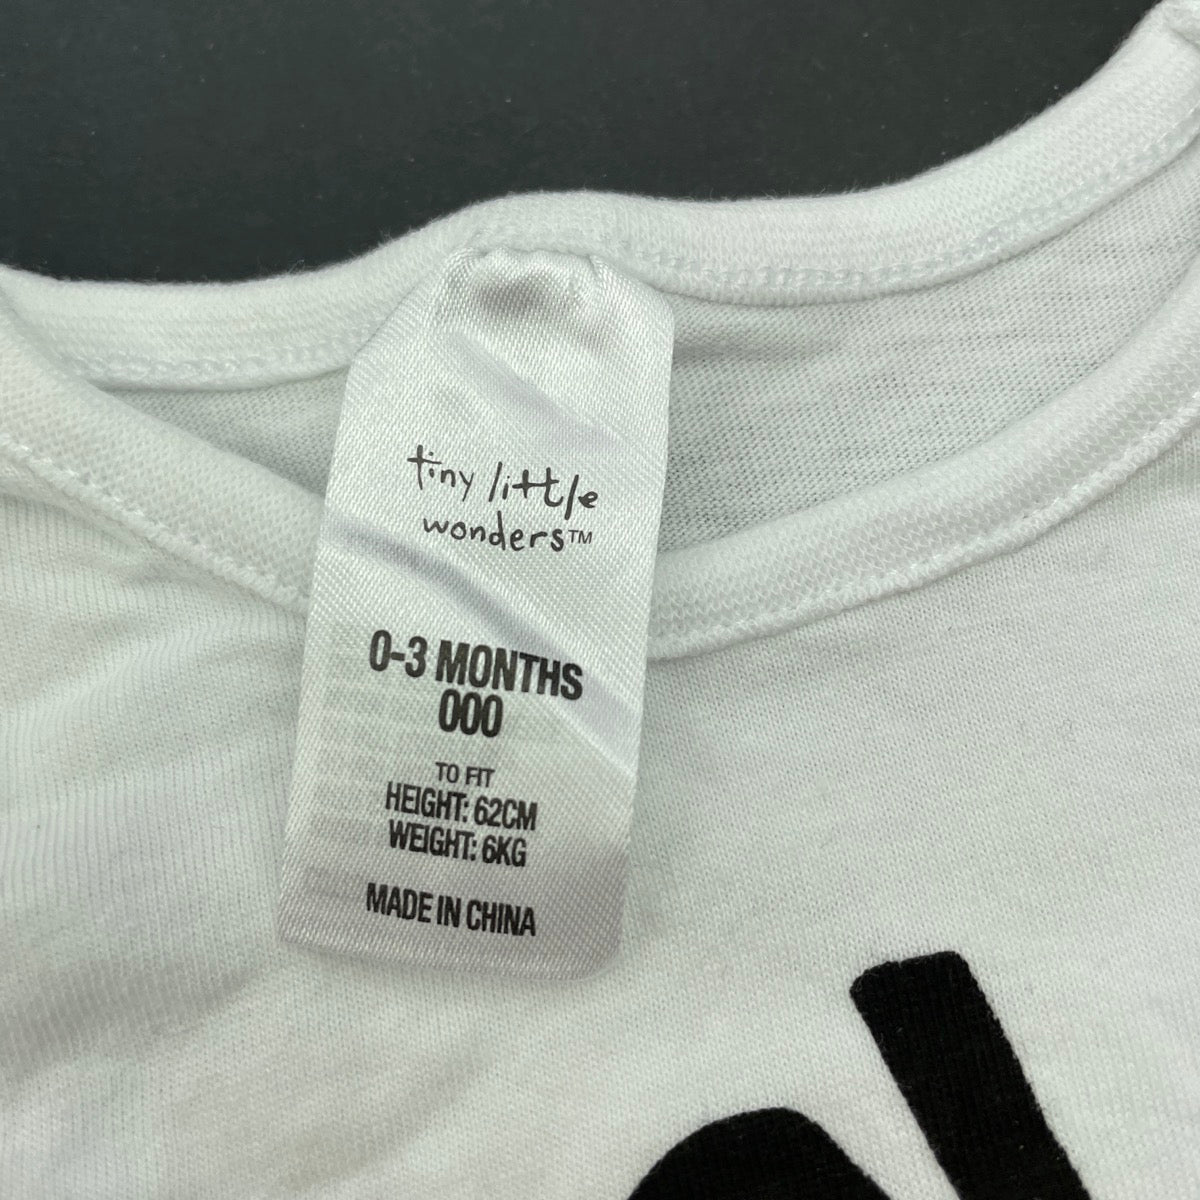 tiny little
wonders™
0-3 MONTHS
000
TO FIT
HEIGHT: 62CM
WEIGHT: 6KG
MADE IN CHINA